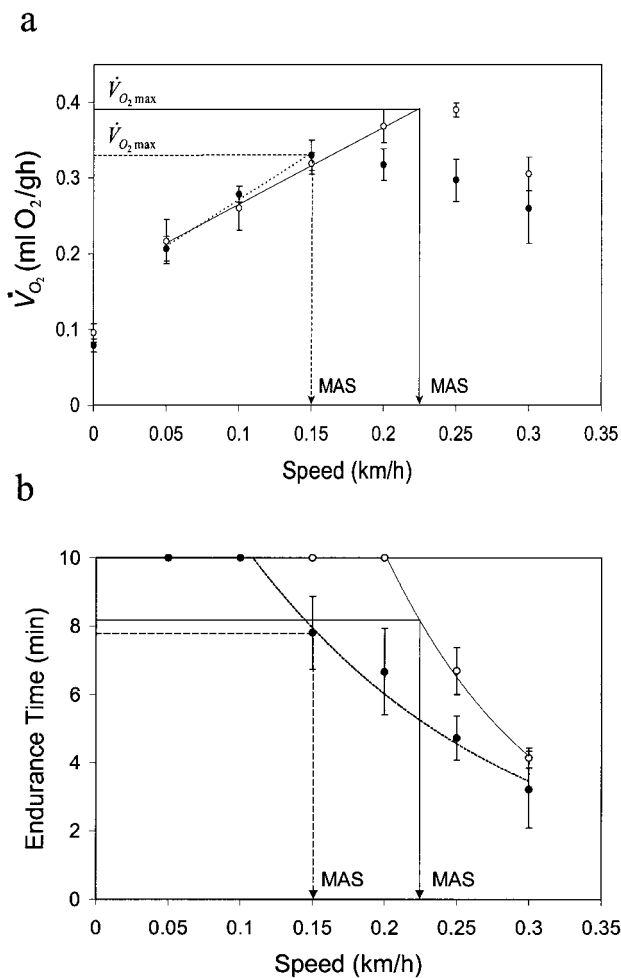 a
V̇O₂ max
V̇O₂ max
V̇O₂ (ml O₂/gh)
0.4
0.3
0.2
0.1
0
MAS MAS
0 0.05 0.1 0.15 0.2 0.25 0.3 0.35
Speed (km/h)
b
Endurance Time (min)
10
8
6
4
2
0
MAS MAS
0 0.05 0.1 0.15 0.2 0.25 0.3 0.35
Speed (km/h)